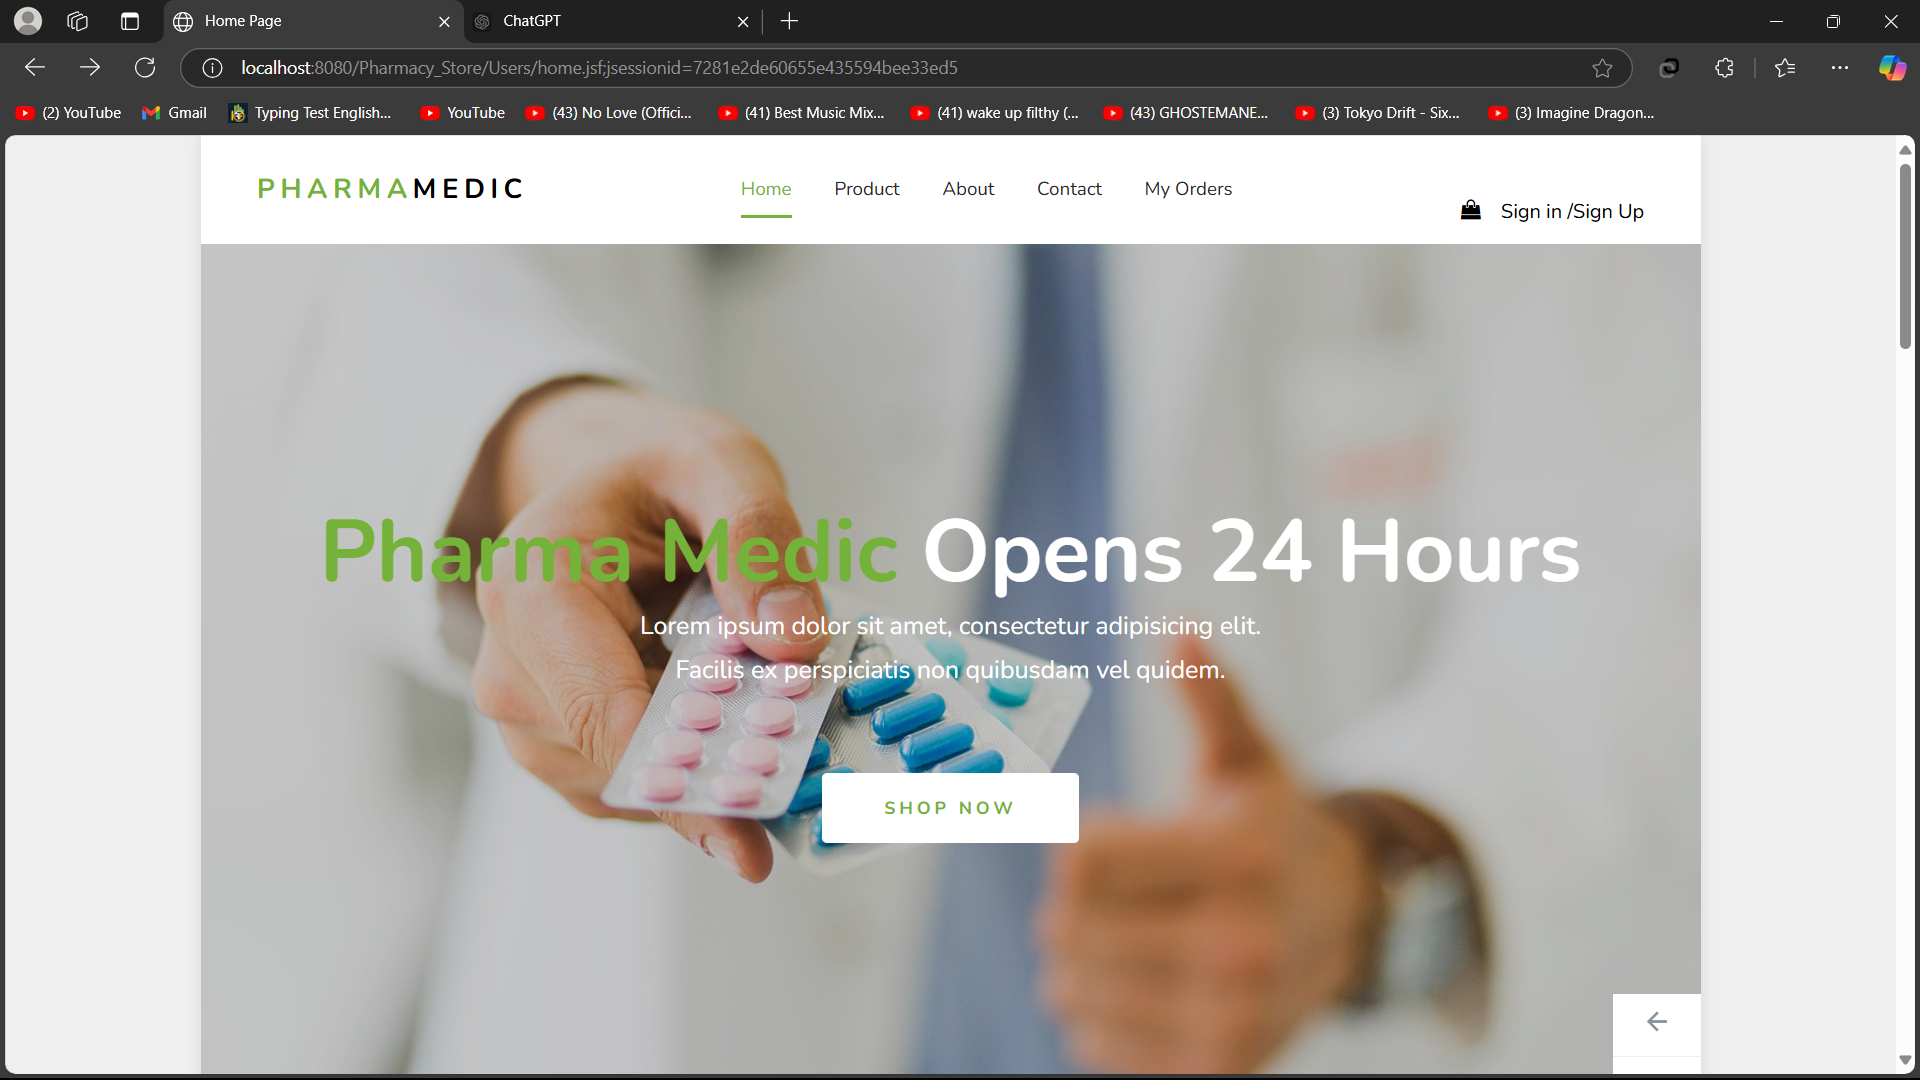 Home Page
ChatGPT
localhost:8080/Pharmacy_Store/Users/home.jsf;jsessionid=7281e2de60655e435594bee33ed5
(2) YouTube
Gmail
Typing Test English...
YouTube
(43) No Love (Offici...
(41) Best Music Mix...
(41) wake up filthy (...
(43) GHOSTEMANE...
(3) Tokyo Drift - Six...
(3) Imagine Dragon...
PHARMAMEDIC
Home
Product
About
Contact
My Orders
Sign in /Sign Up
Pharma Medic Opens 24 Hours
Lorem ipsum dolor sit amet, consectetur adipisicing elit.
Facilis ex perspiciatis non quibusdam vel quidem.
SHOP NOW